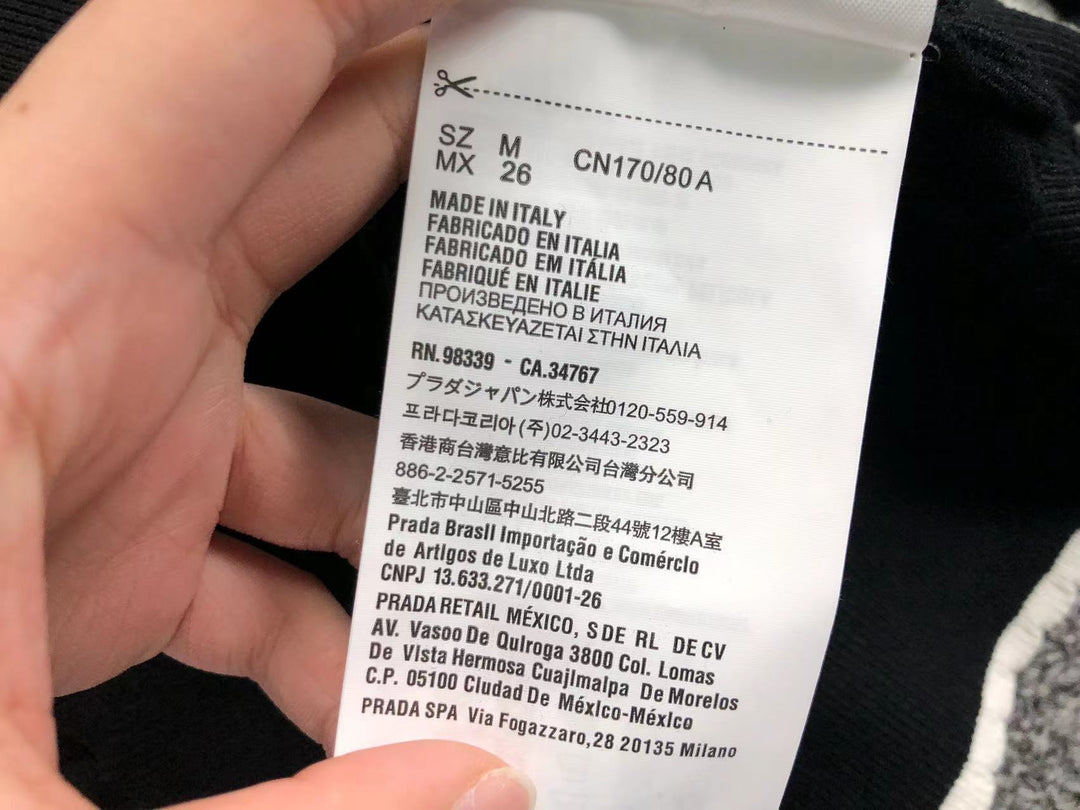 SZ M CN170/80 A
MX 26
MADE IN ITALY
FABRICADO EN ITALIA
FABRICADO EM ITÁLIA
FABRIQUÉ EN ITALIE
ПРОИЗВЕДЕНО В ИТАЛИЯ
ΚΑΤΑΣΚΕΥΑΖΕΤΑΙ ΣΤΗΝ ΙΤΑΛΙΑ
RN.98339 - CA.34767
プラダジャパン株式会社0120-559-914
프라다코리아(주)02-3443-2323
香港商台灣意比有限公司台灣分公司
886-2-2571-5255
臺北市中山區中山北路二段44號12樓A室
Prada BrasIl Importação e ComércIo
de ArtIgos de Luxo Ltda
CNPJ 13.633.271/0001-26
PRADA RETAIL MÉXICO, S DE RL DE CV
AV. Vasoo De QuIroga 3800 Col. Lomas
De VIsta Hermosa CuajImalpa De Morelos
C.P. 05100 CIudad De MéxIco-MéxIco
PRADA SPA Via Fogazzaro,28 20135 Milano